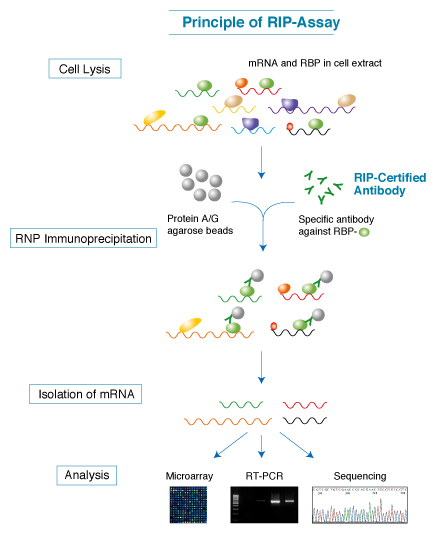 Principle of RIP-Assay
Cell Lysis
mRNA and RBP in cell extract
RIP-Certified
Antibody
Protein A/G
agarose beads
Specific antibody
against RBP-
RNP Immunoprecipitation
Isolation of mRNA
Analysis
Microarray
RT-PCR
Sequencing